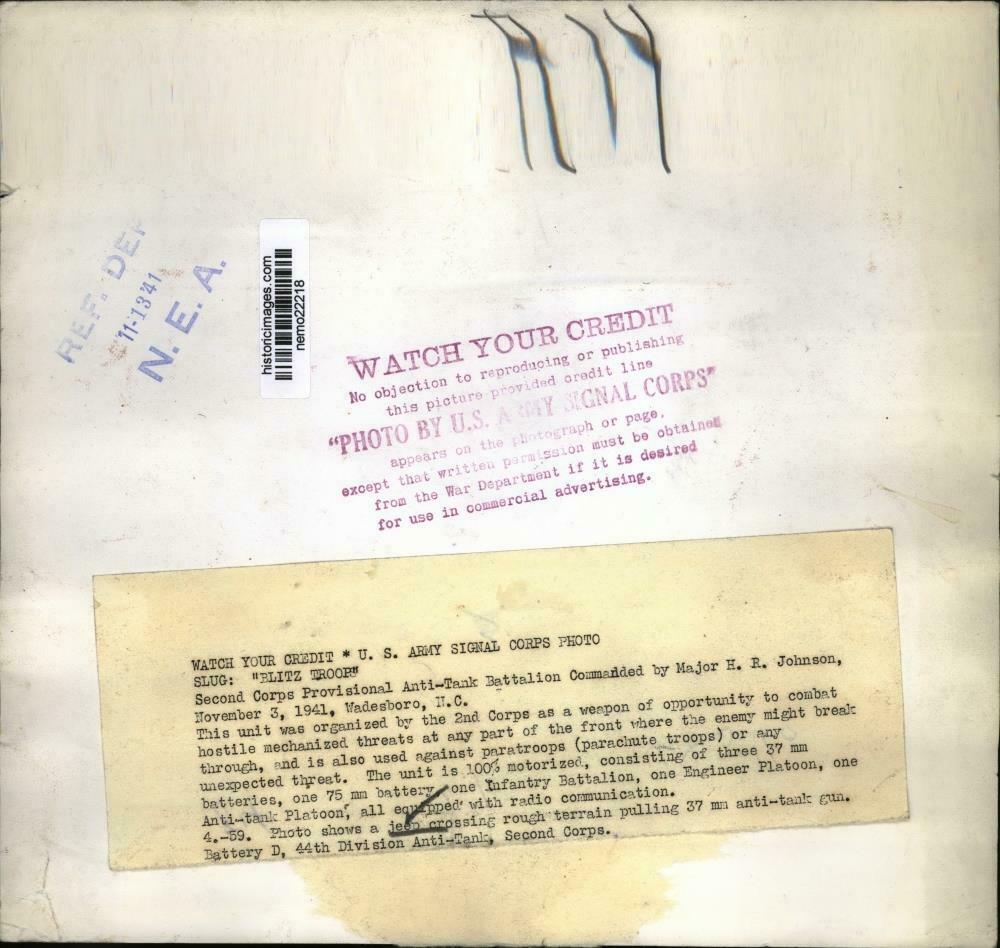 REF. DEP
11-13'41
N. E. A.
historicimages.com
nemo22218
WATCH YOUR CREDIT
No objection to reproducing or publishing
this picture provided credit line
"PHOTO BY U.S. ARMY SIGNAL CORPS"
appears on the photograph or page,
except that written permission must be obtained
from the War Department if it is desired
for use in commercial advertising.
WATCH YOUR CREDIT * U. S. ARMY SIGNAL CORPS PHOTO
SLUG: "BLITZ TROOP"
Second Corps Provisional Anti-Tank Battalion Commanded by Major H. R. Johnson,
November 3, 1941, Wadesboro, N.C.
This unit was organized by the 2nd Corps as a weapon of opportunity to combat
hostile mechanized threats at any part of the front where the enemy might break
through, and is also used against paratroops (parachute troops) or any
unexpected threat. The unit is 100% motorized, consisting of three 37 mm
batteries, one 75 mm battery, one Infantry Battalion, one Engineer Platoon, one
Anti-tank Platoon, all equpped with radio communication.
4.-59. Photo shows a jeep crossing rough terrain pulling 37 mm anti-tank gun.
Battery D, 44th Division Anti-Tank, Second Corps.